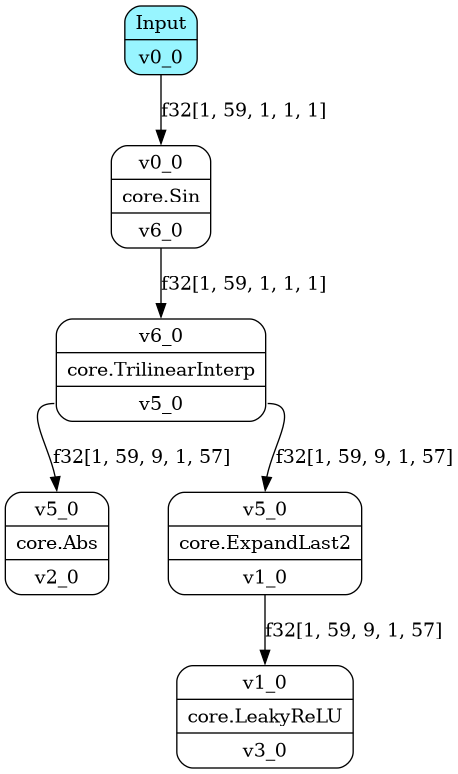 Input
v0_0
f32[1, 59, 1, 1, 1]
v0_0
core.Sin
v6_0
f32[1, 59, 1, 1, 1]
v6_0
core.TrilinearInterp
v5_0
f32[1, 59, 9, 1, 57]
f32[1, 59, 9, 1, 57]
v5_0
core.Abs
v2_0
v5_0
core.ExpandLast2
v1_0
f32[1, 59, 9, 1, 57]
v1_0
core.LeakyReLU
v3_0